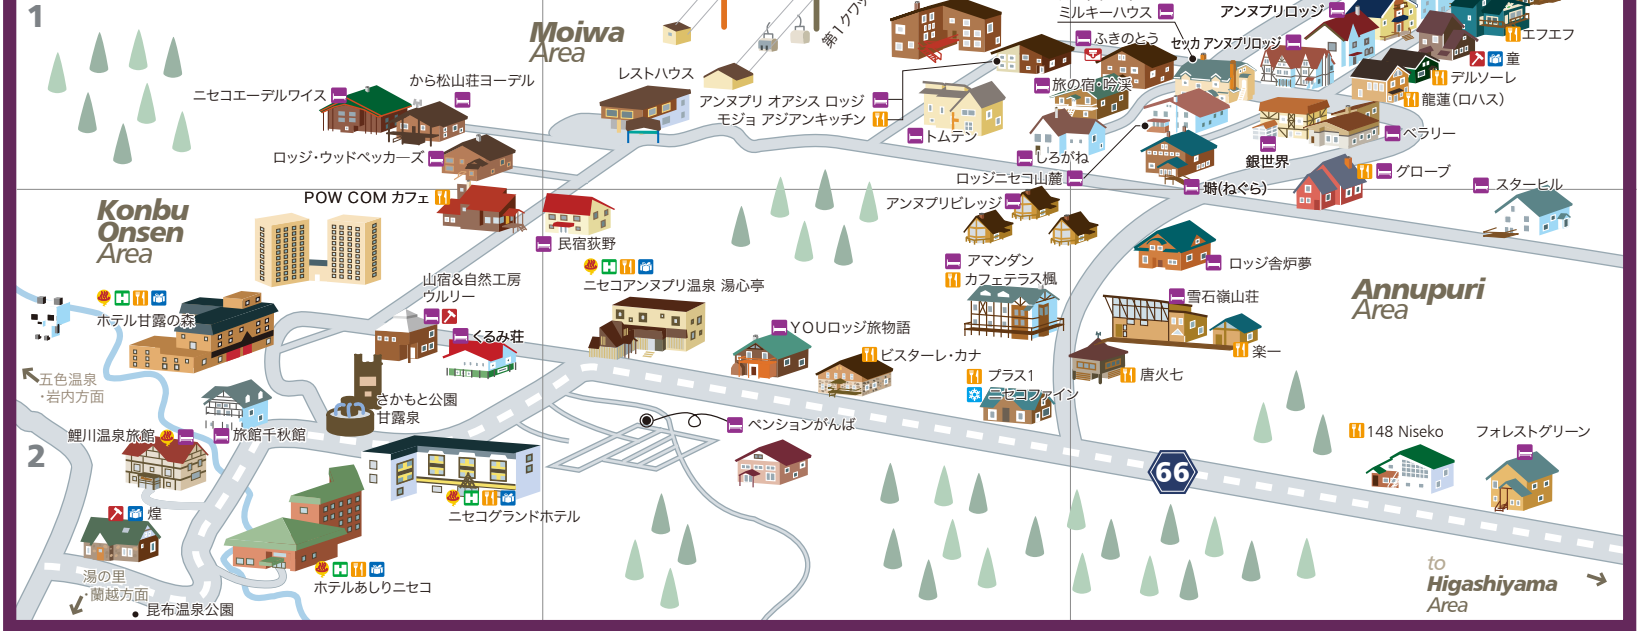 1
Moiwa
Area
第1クワッ
ミルキーハウス
アンヌプリロッジ
ふきのとう
セッカ アンヌプリロッジ
エフエフ
童
デルソーレ
龍蓮(ロハス)
ニセコエーデルワイス
から松山荘ヨーデル
レストハウス
アンヌプリ オアシス ロッジ
モジョ アジアンキッチン
旅の宿・吟渓
トムテン
しろがね
ロッジニセコ山麓
銀世界
ベラリー
ロッジ・ウッドペッカーズ
塒(ねぐら)
グローブ
スターヒル
POW COM カフェ
アンヌプリビレッジ
Konbu
Onsen
Area
民宿荻野
ニセコアンヌプリ温泉 湯心亭
アマンダン
カフェテラス楓
ロッジ舎炉夢
雪石嶺山荘
Annupuri
Area
山宿&自然工房
ウルリー
ホテル甘露の森
くるみ荘
YOUロッジ旅物語
ビスターレ・カナ
楽一
プラス1
ニセコファイン
唐火七
五色温泉
・岩内方面
さかもと公園
甘露泉
ペンションがんば
鯉川温泉旅館
旅館千秋館
2
66
148 Niseko
フォレストグリーン
煌
ニセコグランドホテル
湯の里
・蘭越方面
昆布温泉公園
ホテルあしりニセコ
to
Higashiyama
Area